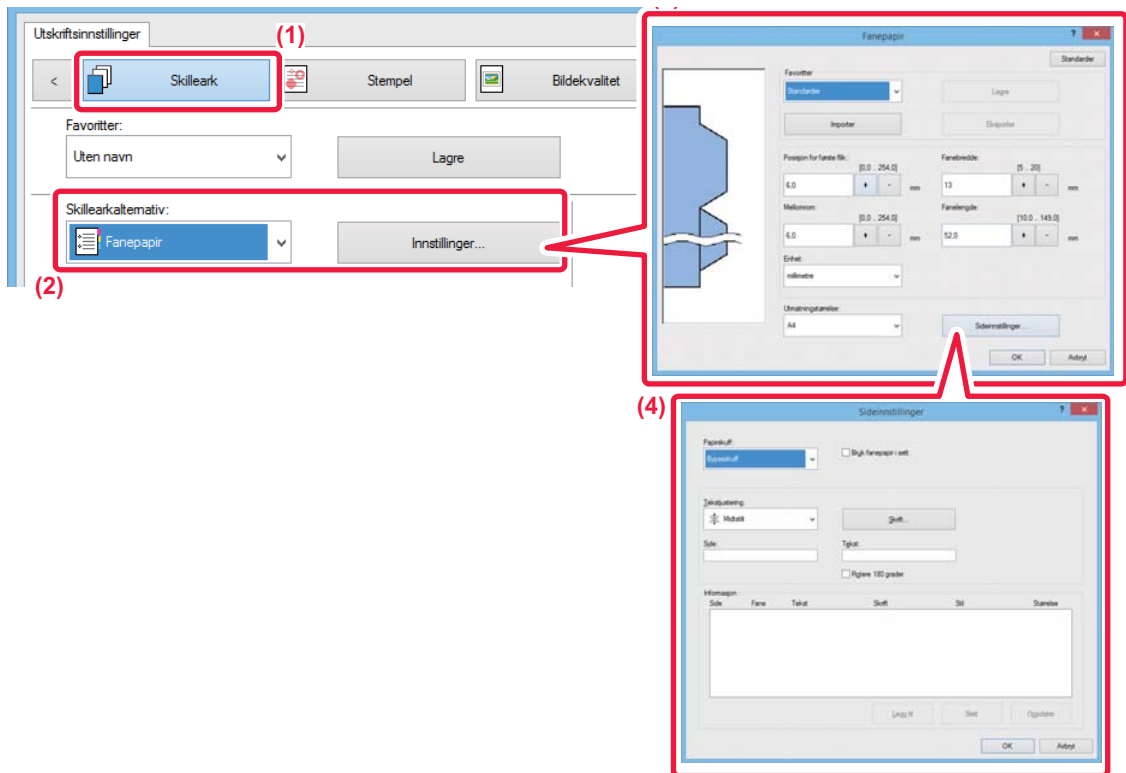 Utskriftsinnstillinger
(1)
<
Skilleark
Stempel
Bildekvalitet
Favoritter:
Uten navn
Lagre
Skillearkalternativ:
Fanepapir
Innstillinger...
(2)
Fanepapir
?
×
Standarder
Favoritter
Standarder
Lagre
Importer
Eksporter
Posisjon for første flik:
[0,0 .. 254,0]
6,0
+
-
mm
Fanebredde:
[5 .. 20]
13
+
-
mm
Mellomrom:
[0,0 .. 254,0]
6,0
+
-
mm
Fanelengde:
[10,0 .. 149,0]
52,0
+
-
mm
Enhet:
millimetre
Utmatningstørrelse:
A4
Sideinnstillinger...
OK
Avbryt
(4)
Sideinnstillinger
?
×
Papirskuff:
Bypasskuff
Bruk fanepapir i sett
Tekstjustering:
Midtstilt
Skrift...
Side:
Tekst:
Rotere 180 grader
Informasjon
Side Fane Tekst Skrift Stil Størrelse
Legg til
Slett
Oppdater
OK
Avbryt